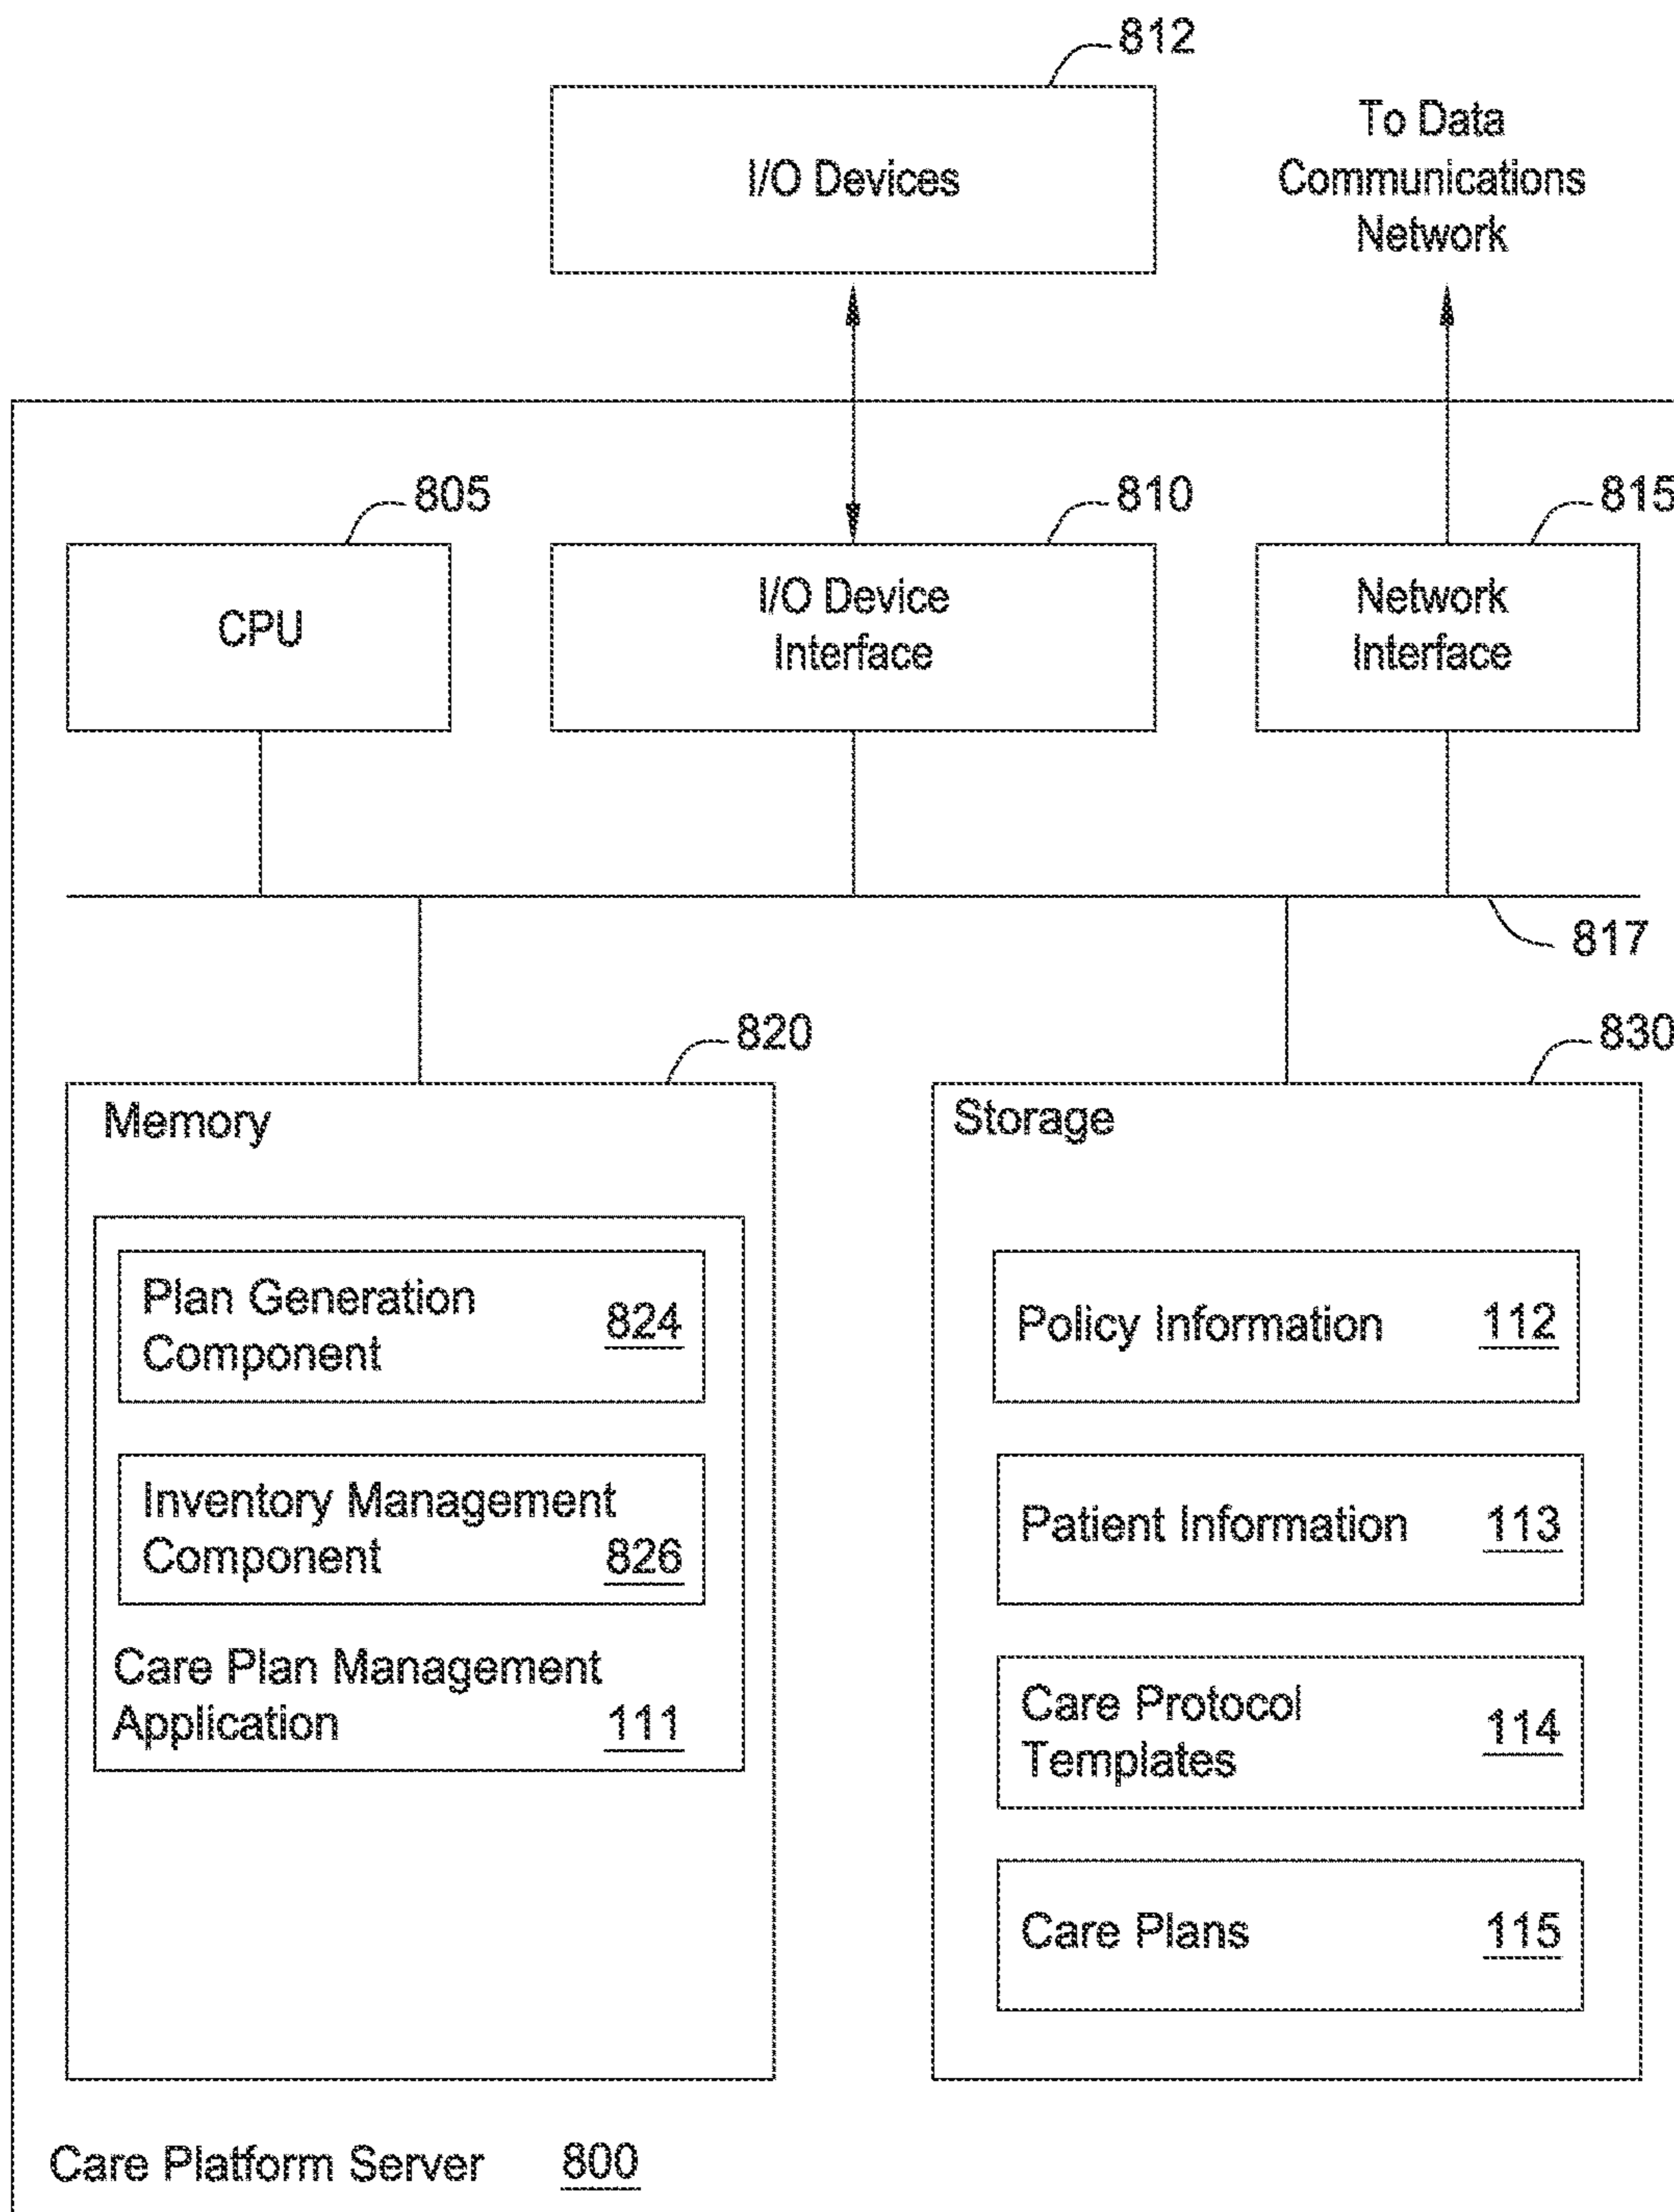 812
I/O Devices
To Data
Communications
Network
805
810
815
CPU
I/O Device
Interface
Network
Interface
817
820
830
Memory
Plan Generation
Component
824
Inventory Management
Component
826
Care Plan Management
Application
111
Storage
Policy Information
112
Patient Information
113
Care Protocol
Templates
114
Care Plans
115
Care Platform Server
800